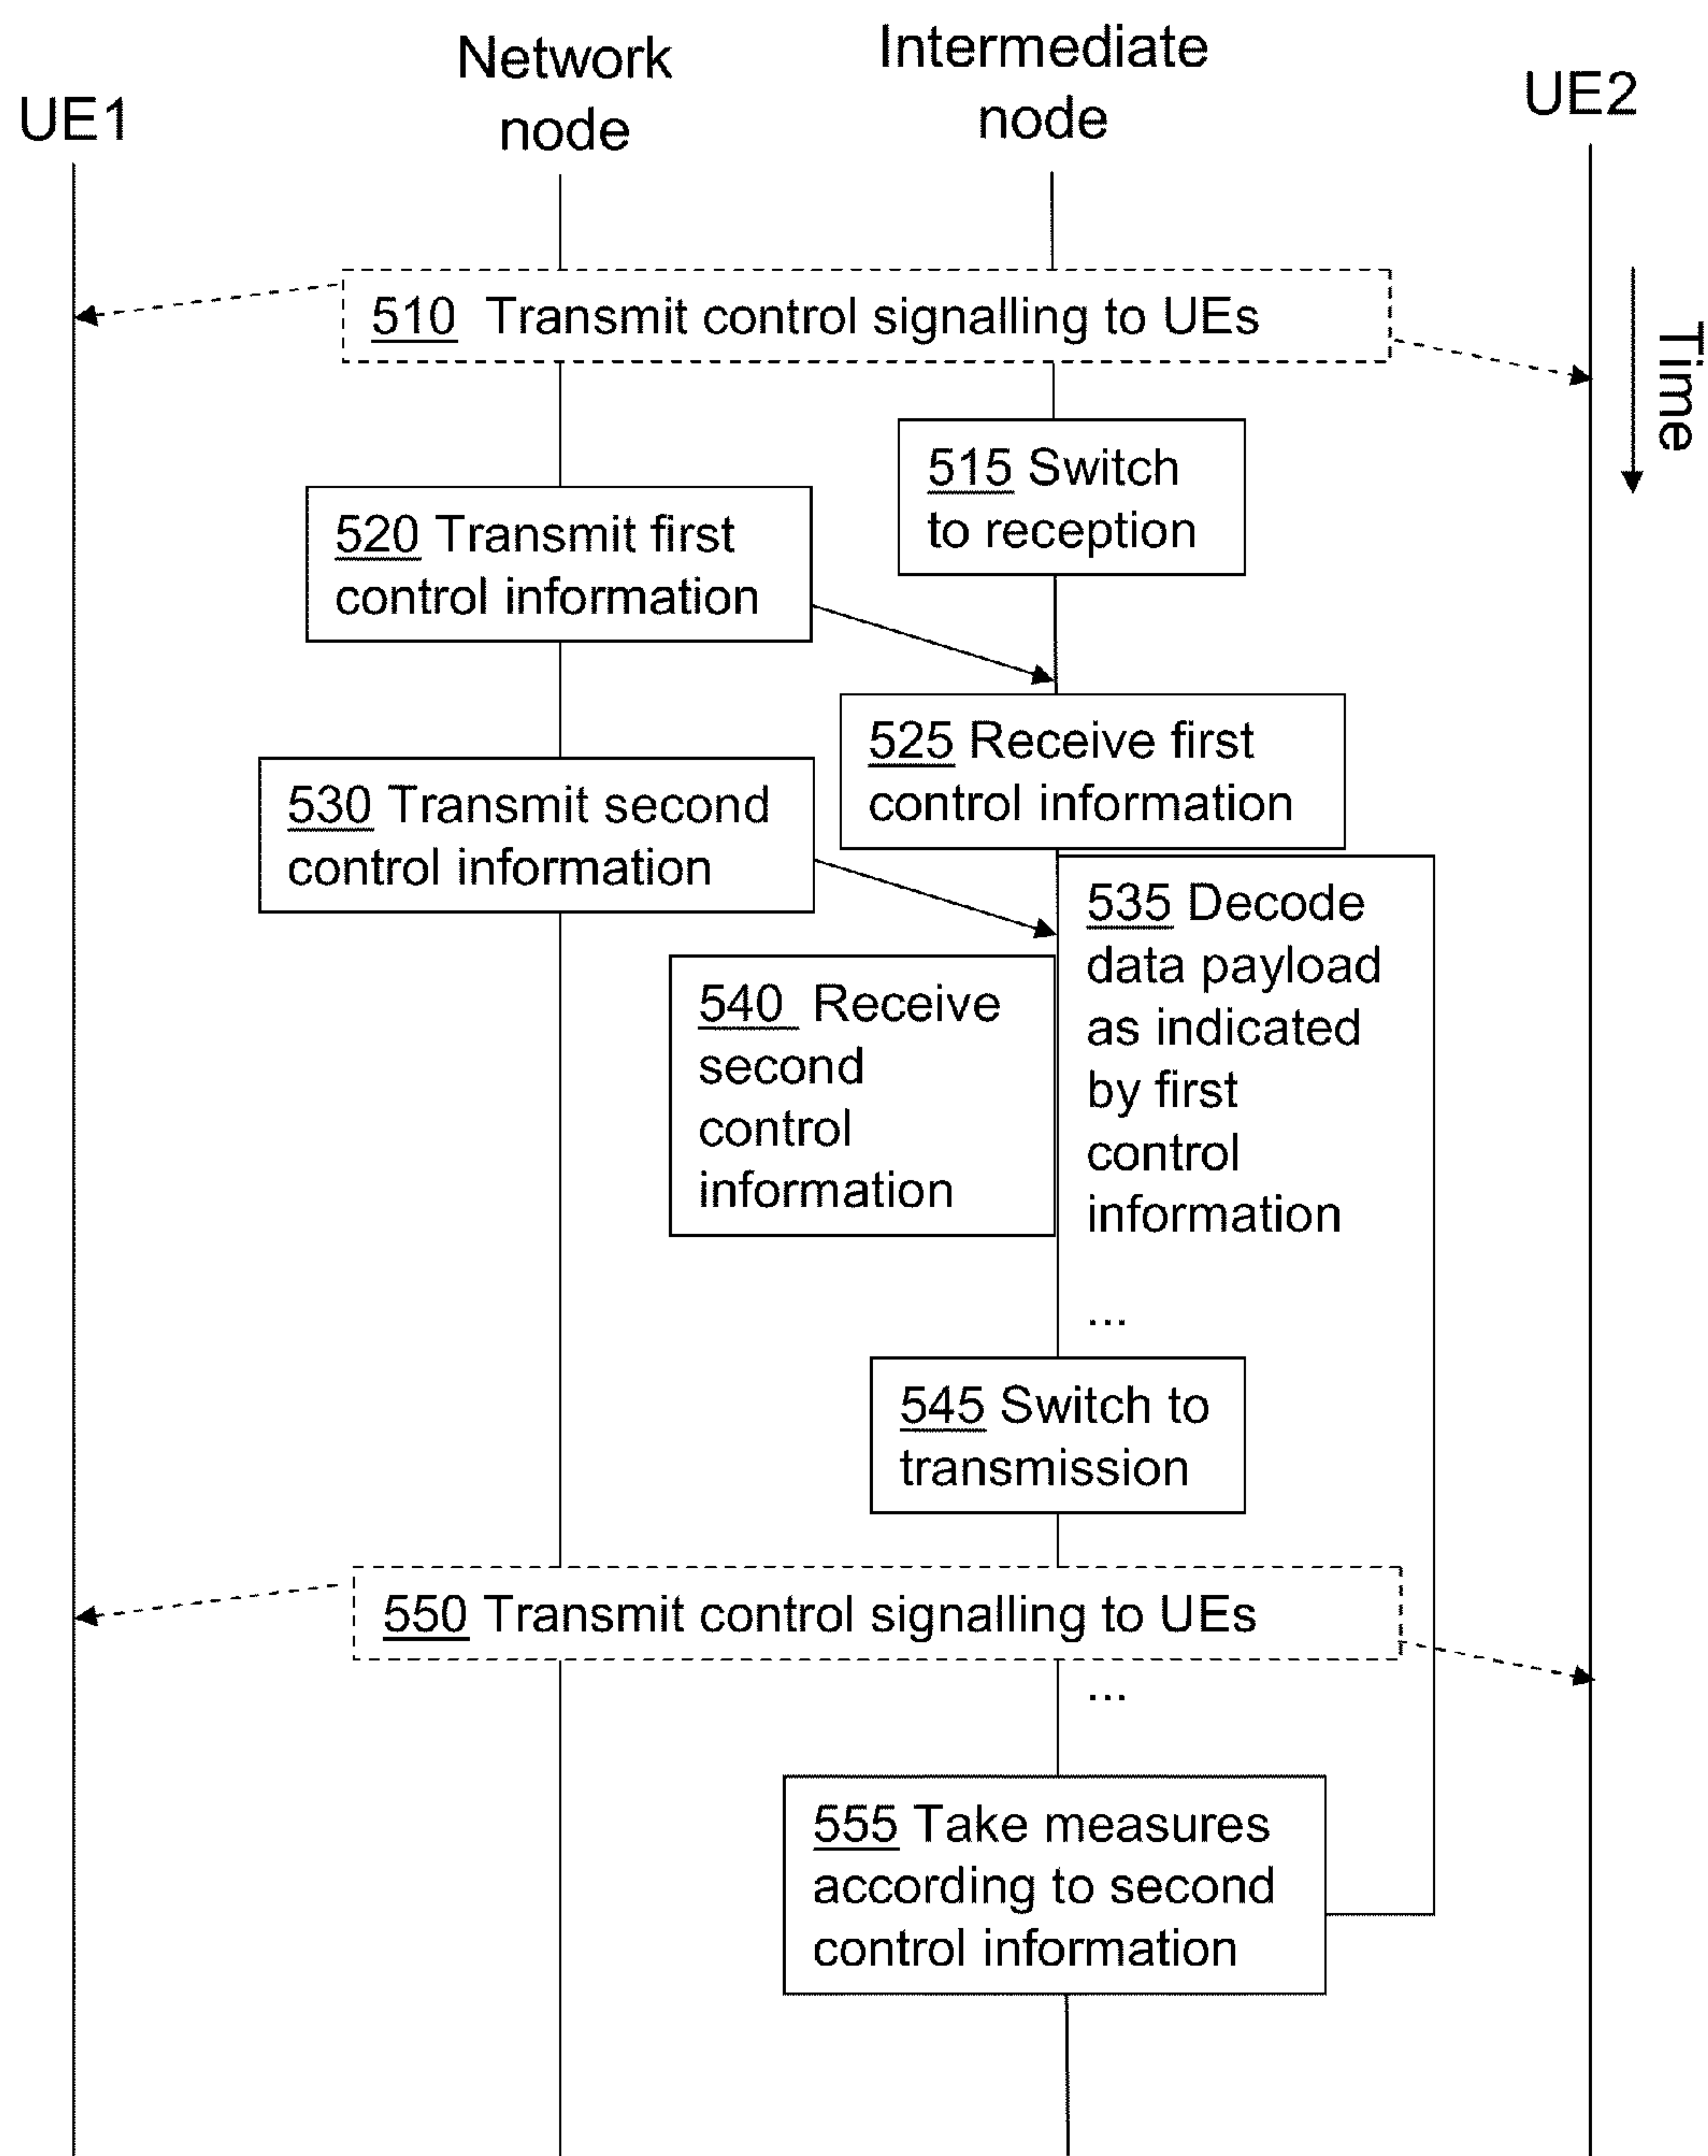 UE1
Network
node
Intermediate
node
UE2
510 Transmit control signalling to UEs
Time
515 Switch
to reception
520 Transmit first
control information
525 Receive first
control information
530 Transmit second
control information
535 Decode
data payload
as indicated
by first
control
information
...
540 Receive
second
control
information
545 Switch to
transmission
550 Transmit control signalling to UEs
...
555 Take measures
according to second
control information